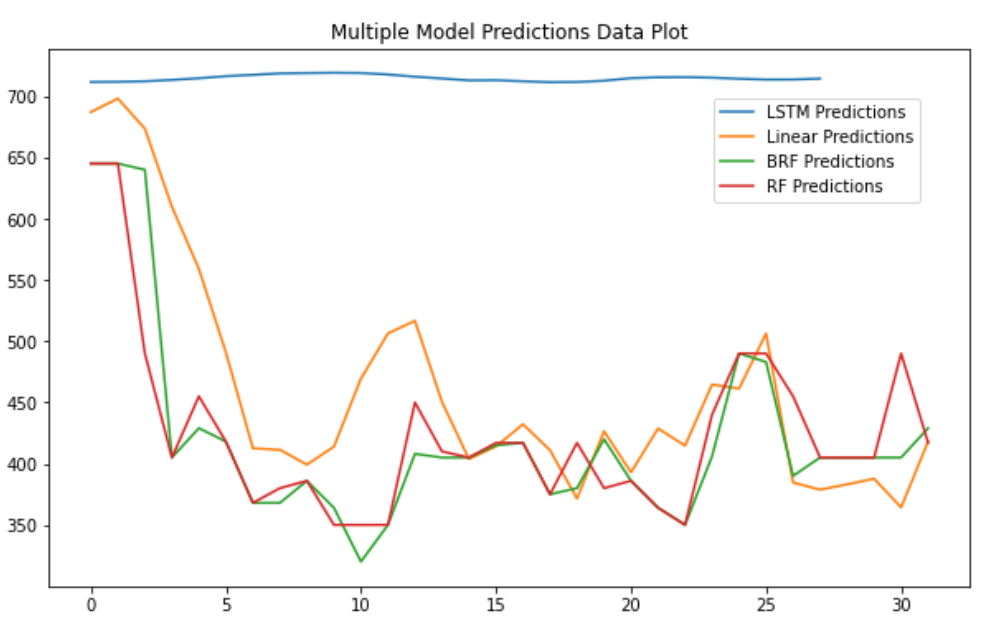 Multiple Model Predictions Data Plot
700
650
600
550
500
450
400
350
LSTM Predictions
Linear Predictions
BRF Predictions
RF Predictions
0 5 10 15 20 25 30